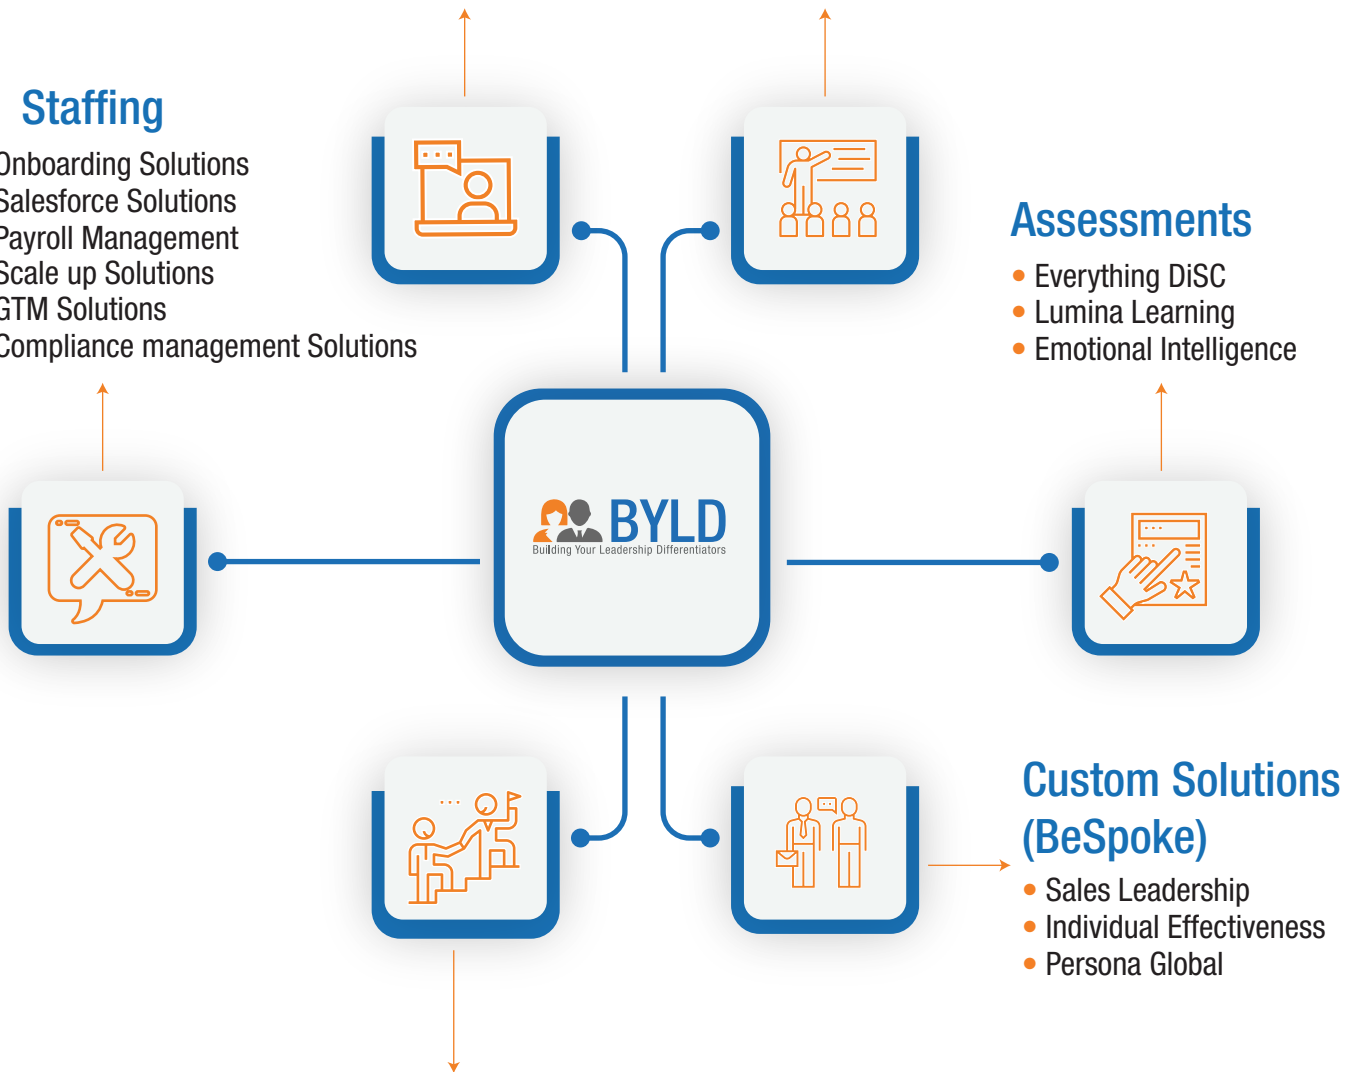 Staffing
Onboarding Solutions
Salesforce Solutions
Payroll Management
Scale up Solutions
GTM Solutions
Compliance management Solutions
Assessments
• Everything DiSC
• Lumina Learning
• Emotional Intelligence
BYLD
Building Your Leadership Differentiators
Custom Solutions
(BeSpoke)
• Sales Leadership
• Individual Effectiveness
• Persona Global